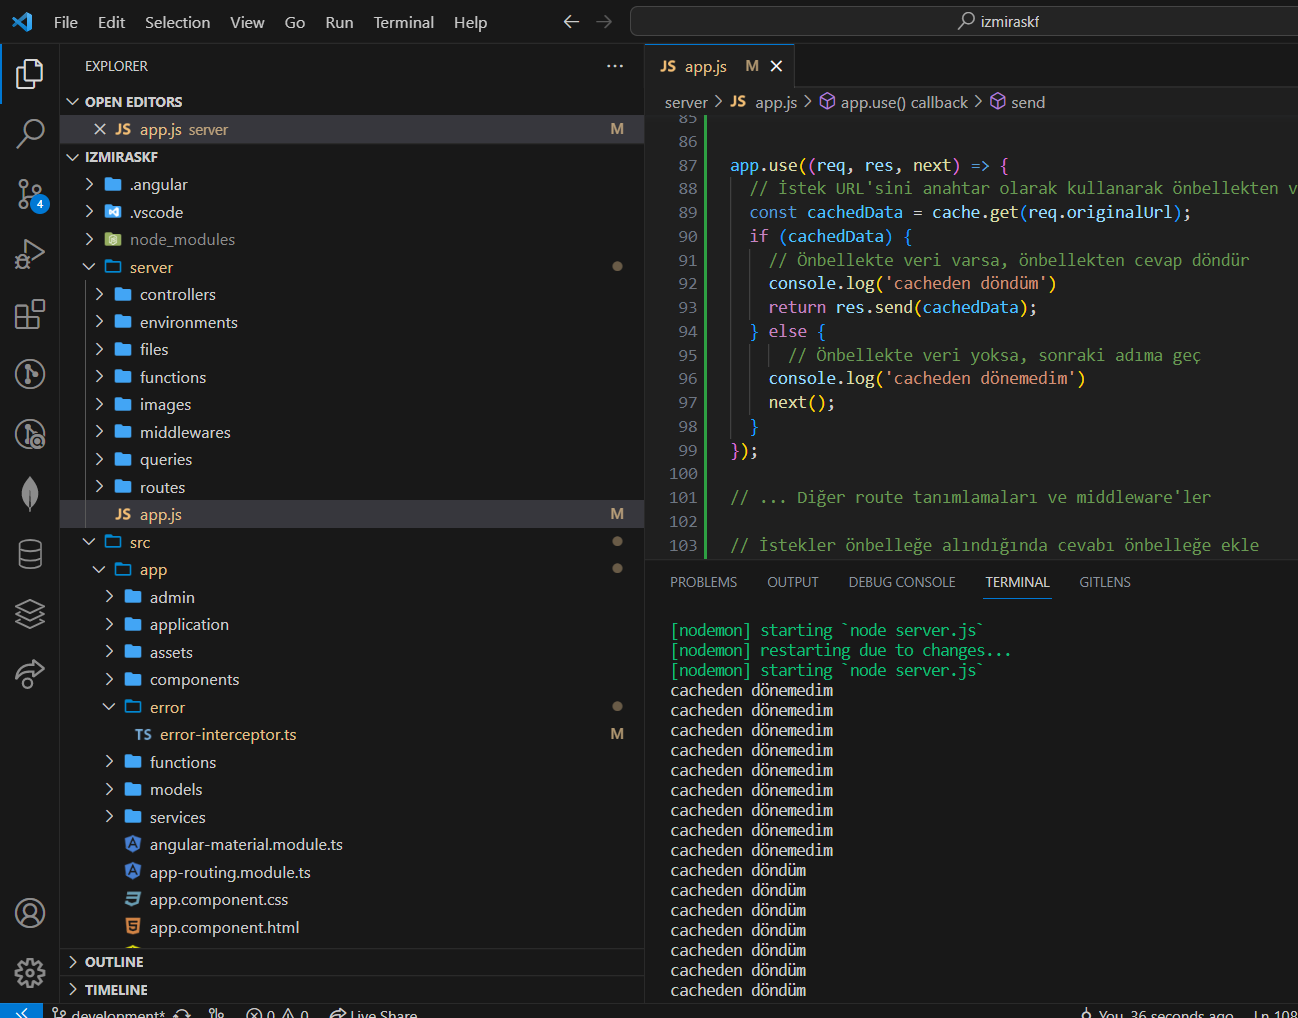 File Edit Selection View Go Run Terminal Help
izmiraskf
EXPLORER
OPEN EDITORS
JS app.js server M
IZMIRASKF
.angular
.vscode
node_modules
server
controllers
environments
files
functions
images
middlewares
queries
routes
JS app.js M
src
app
admin
application
assets
components
error
TS error-interceptor.ts M
functions
models
services
angular-material.module.ts
app-routing.module.ts
app.component.css
app.component.html
OUTLINE
TIMELINE
4
JS app.js M
server > JS app.js > app.use() callback > send
85
86
87 app.use((req, res, next) => {
88 // İstek URL'sini anahtar olarak kullanarak önbellekten v
89 const cachedData = cache.get(req.originalUrl);
90 if (cachedData) {
91 // Önbellekte veri varsa, önbellekten cevap döndür
92 console.log('cacheden döndüm')
93 return res.send(cachedData);
94 } else {
95 // Önbellekte veri yoksa, sonraki adıma geç
96 console.log('cacheden dönemedim')
97 next();
98 }
99 });
100
101 // ... Diğer route tanımlamaları ve middleware'ler
102
103 // İstekler önbelleğe alındığında cevabı önbelleğe ekle
PROBLEMS OUTPUT DEBUG CONSOLE TERMINAL GITLENS
[nodemon] starting `node server.js`
[nodemon] restarting due to changes...
[nodemon] starting `node server.js`
cacheden dönemedim
cacheden dönemedim
cacheden dönemedim
cacheden dönemedim
cacheden dönemedim
cacheden dönemedim
cacheden dönemedim
cacheden dönemedim
cacheden dönemedim
cacheden döndüm
cacheden döndüm
cacheden döndüm
cacheden döndüm
cacheden döndüm
cacheden döndüm
cacheden döndüm
development* 0 0 Live Share You, 36 seconds ago Ln 108